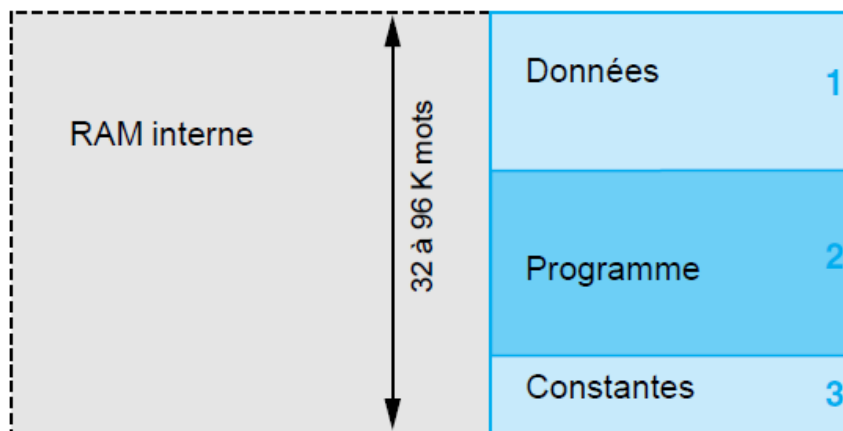 Données 1
RAM interne
32 à 96 K mots
Programme 2
Constantes 3